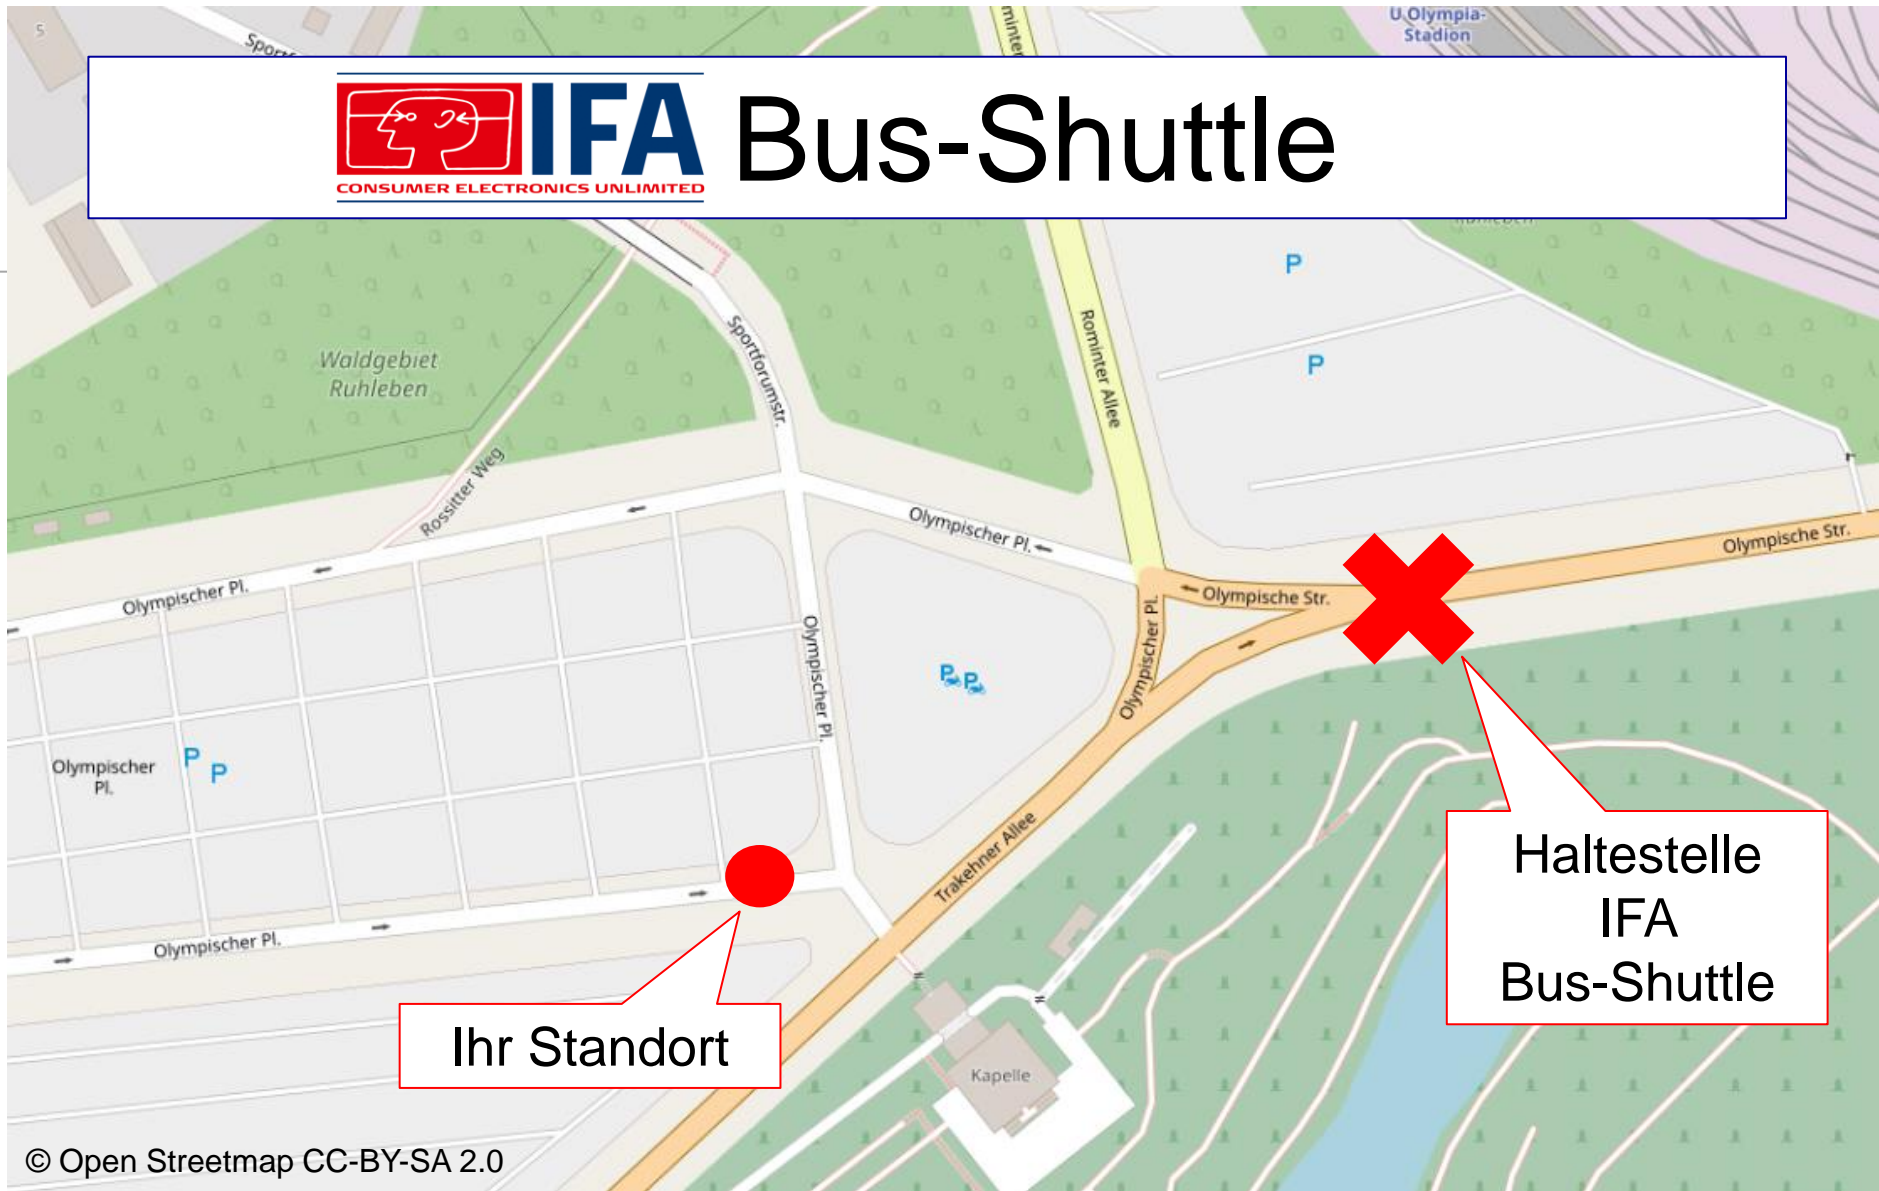 5
U Olympia-
Stadion
IFA
CONSUMER ELECTRONICS UNLIMITED
Bus-Shuttle
P
Sportforumstr.
Rominter Allee
Waldgebiet
Ruhleben
P
Rossitter Weg
Olympischer Pl.
Olympische Str.
Olympischer Pl.
Olympische Str.
Olympischer Pl.
Olympischer Pl.
P P
Olympischer
Pl.
P P
Trakehner Allee
Haltestelle
IFA
Bus-Shuttle
Olympischer Pl.
Ihr Standort
Kapelle
© Open Streetmap CC-BY-SA 2.0